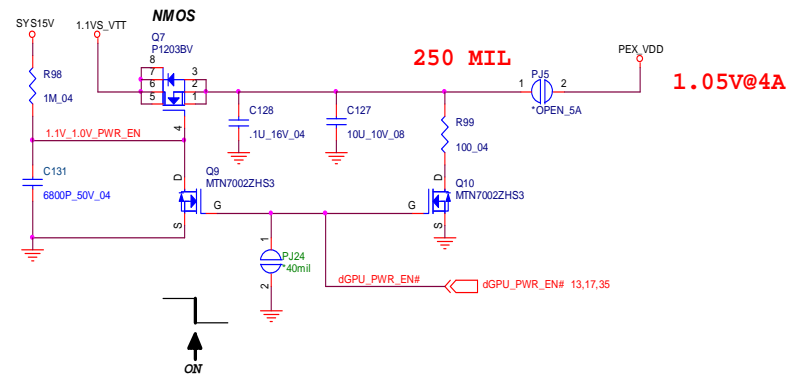 NMOS
SYS15V
1.1VS_VTT
Q7
P1203BV
8
7
6
5
3
2
1
4
250 MIL
PJ5
1
2
*OPEN_5A
PEX_VDD
1.05V@4A
R98
1M_04
C128
.1U_16V_04
C127
10U_10V_08
R99
100_04
1.1V_1.0V_PWR_EN
C131
6800P_50V_04
Q9
MTN7002ZHS3
D
G
S
Q10
MTN7002ZHS3
D
G
S
1
PJ24
*40mil
2
dGPU_PWR_EN#
dGPU_PWR_EN# 13,17,35
ON